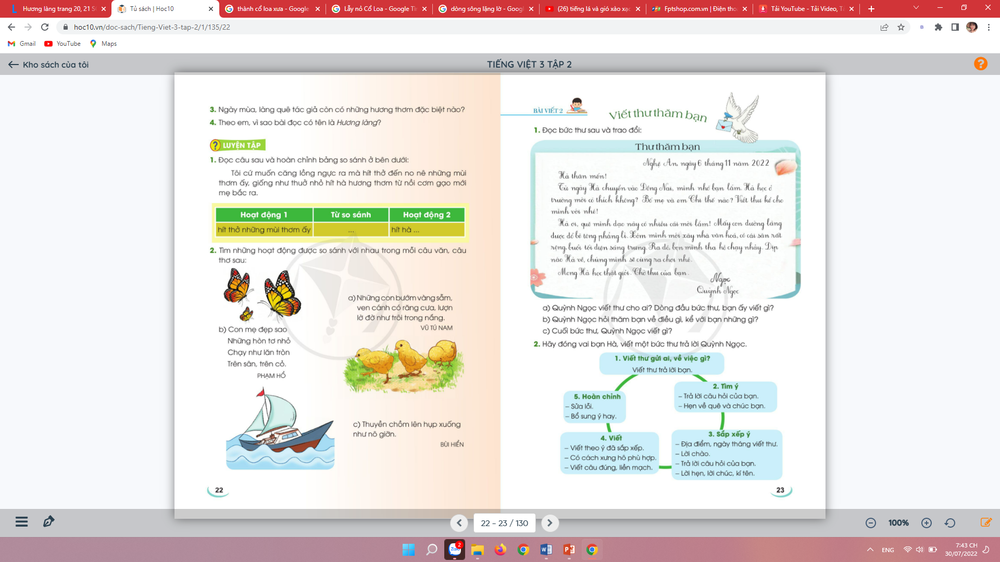 Hương làng trang 20, 21 S
Tủ sách | Hoc10
thành cổ loa xưa - Google
Lẫy nỏ Cổ Loa - Google Tì
dòng sông lặng lờ - Goog
(26) tiếng lá và gió xào xạc
Fptshop.com.vn | Điện tho
Tải YouTube - Tải Video, T
hoc10.vn/doc-sach/Tieng-Viet-3-tap-2/1/135/22
Gmail
YouTube
Maps
Kho sách của tôi
TIẾNG VIỆT 3 TẬP 2
3. Ngày mùa, làng quê tác giả còn có những hương thơm đặc biệt nào?
4. Theo em, vì sao bài đọc có tên là Hương làng?
LUYỆN TẬP
1. Đọc câu sau và hoàn chỉnh bảng so sánh ở bên dưới:
Tôi cứ muốn căng lồng ngực ra mà hít thở đến no nê những mùi
thơm ấy, giống như thuở nhỏ hít hà hương thơm từ nồi cơm gạo mới
mẹ bắc ra.
Hoạt động 1 Từ so sánh Hoạt động 2
hít thở những mùi thơm ấy ... hít hà ...
2. Tìm những hoạt động được so sánh với nhau trong mỗi câu văn, câu
thơ sau:
a) Những con bướm vàng sẫm,
ven cánh có răng cưa, lượn
lờ đờ như trôi trong nắng.
VŨ TÚ NAM
b) Con mẹ đẹp sao
Những hòn tơ nhỏ
Chạy như lăn tròn
Trên sân, trên cỏ.
PHẠM HỔ
c) Thuyền chồm lên hụp xuống
như nô giỡn.
BÙI HIỂN
22
BÀI VIẾT 2
Viết thư thăm bạn
1. Đọc bức thư sau và trao đổi:
Thư thăm bạn
Nghệ An, ngày 6 tháng 11 năm 2022
Hà thân mến!
Từ ngày Hà chuyển vào Đồng Nai, mình nhớ bạn lắm. Hà học ở
trường mới có thích không? Bố mẹ và em Chi thế nào? Viết thư kể cho
mình với nhé!
Hà ơi, quê mình dạo này có nhiều cái mới lắm! Mấy con đường làng
được đổ bê tông phẳng lì. Xóm mình mới xây nhà văn hoá, có cái sân rất
rộng, buổi tối điện sáng trưng. Ra đó, bọn mình tha hồ chạy nhảy. Dịp
nào Hà về, chúng mình sẽ cùng ra chơi nhé.
Mong Hà học thật giỏi. Chờ thư của bạn.
Ngọc
Quỳnh Ngọc
a) Quỳnh Ngọc viết thư cho ai? Dòng đầu bức thư, bạn ấy viết gì?
b) Quỳnh Ngọc hỏi thăm bạn về điều gì, kể với bạn những gì?
c) Cuối bức thư, Quỳnh Ngọc viết gì?
2. Hãy đóng vai bạn Hà, viết một bức thư trả lời Quỳnh Ngọc.
1. Viết thư gửi ai, về việc gì?
Viết thư trả lời bạn.
2. Tìm ý
– Trả lời câu hỏi của bạn.
– Hẹn về quê và chúc bạn.
3. Sắp xếp ý
– Địa điểm, ngày tháng viết thư.
– Lời chào.
– Trả lời câu hỏi của bạn.
– Lời hẹn, lời chúc, kí tên.
4. Viết
– Viết theo ý đã sắp xếp.
– Có cách xưng hô phù hợp.
– Viết câu đúng, liền mạch.
5. Hoàn chỉnh
– Sửa lỗi.
– Bổ sung ý hay.
23
22 - 23 / 130
100%
Zalo
2
ENG
7:43 CH
30/07/2022